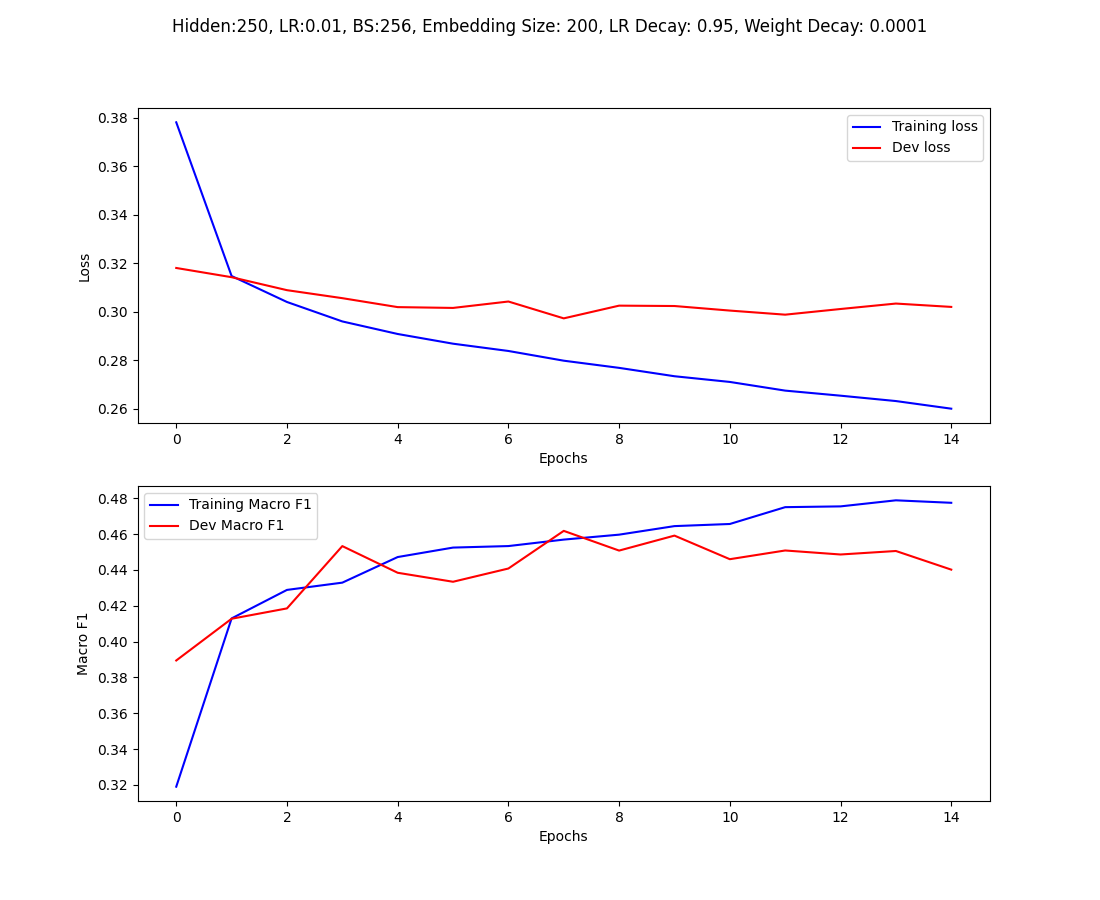 Hidden:250, LR:0.01, BS:256, Embedding Size: 200, LR Decay: 0.95, Weight Decay: 0.0001
0.38
0.36
0.34
0.32
0.30
0.28
0.26
Loss
Training loss
Dev loss
0 2 4 6 8 10 12 14
Epochs
0.48
0.46
0.44
0.42
0.40
0.38
0.36
0.34
0.32
Macro F1
Training Macro F1
Dev Macro F1
0 2 4 6 8 10 12 14
Epochs